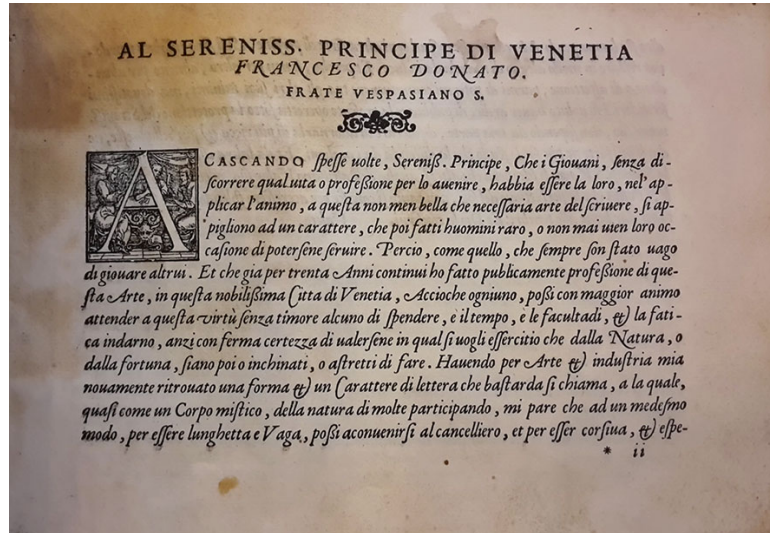 AL SERENISS. PRINCIPE DI VENETIA
FRANCESCO DONATO.
FRATE VESPASIANO S.
ACASCANDO ſpeſſe uolte, Sereniſſ. Principe, Che i Giouani, ſenza di-
ſcorrere qual uita o profeſſione per lo auenire, habbia eſſere la loro, nel'ap-
plicar l'animo, a queſta non men bella che neceſſaria arte del ſcriuere, ſi ap-
pigliono ad un carattere, che poi fatti huomini raro, o non mai uien loro oc-
caſione di poterſene ſeruire. Percio, come quello, che ſempre ſon ſtato uago
di giouare altrui. Et che gia per trenta Anni continui ho fatto publicamente profeſſione di que-
ſta Arte, in queſta nobiliſſima Citta di Venetia, Accioche ogniuno, poſſi con maggior animo
attender a queſta virtù ſenza timore alcuno di ſpendere, e il tempo, e le facultadi, & la fati-
ca indarno, anzi con ferma certezza di ualerſene in qual ſi uogli eſſercitio che dalla Natura, o
dalla fortuna, ſiano poi o inchinati, o aſtretti di fare. Hauendo per Arte & induſtria mia
nouamente ritrouato una forma & un Carattere di lettera che baſtarda ſi chiama, a la quale,
quaſi come un Corpo miſtico, della natura di molte participando, mi pare che ad un medeſmo
modo, per eſſere lunghetta e Vaga, poſſi aconuenirſi al cancelliero, et per eſſer corſiua, & eſpe-
* ii